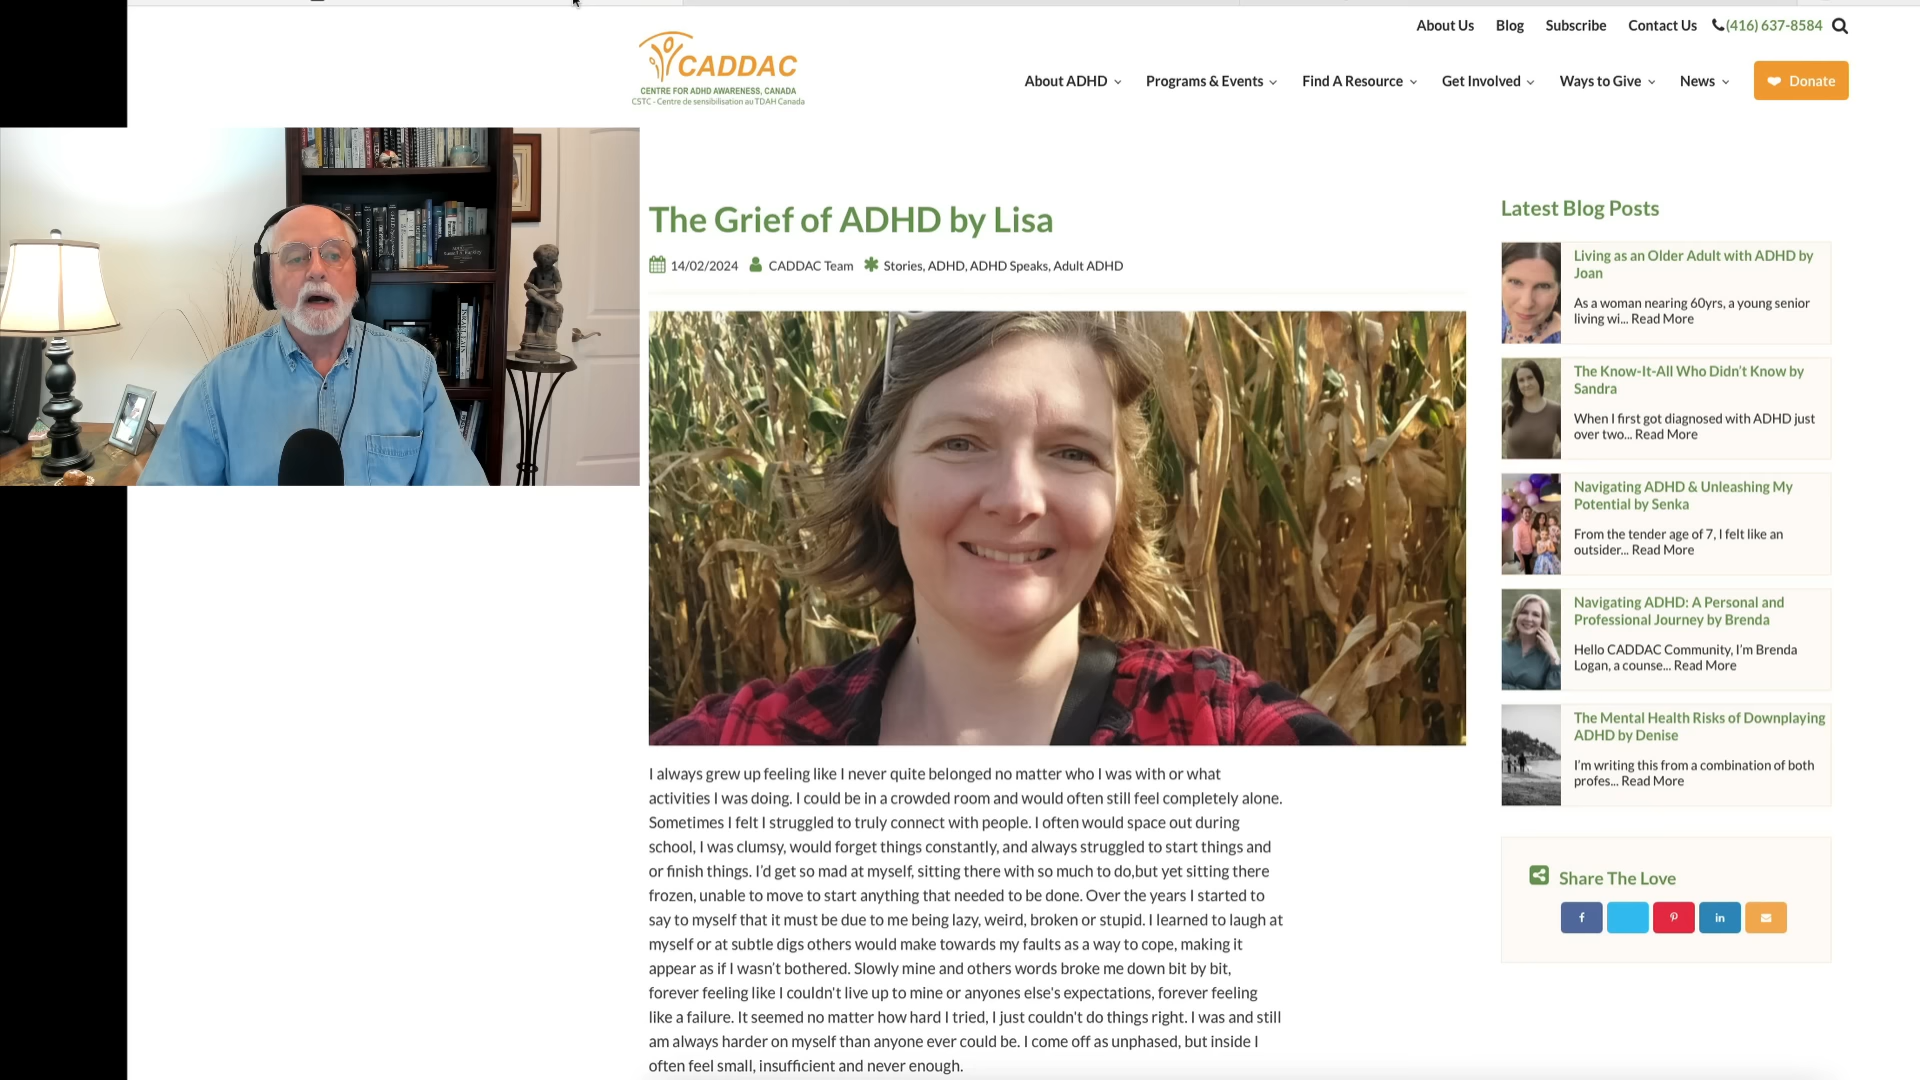 About Us Blog Subscribe Contact Us (416) 637-8584
CADDAC
CENTRE FOR ADHD AWARENESS, CANADA
CSTC - Centre de sensibilisation au TDAH Canada
About ADHD Programs & Events Find A Resource Get Involved Ways to Give News Donate
The Grief of ADHD by Lisa
14/02/2024 CADDAC Team Stories, ADHD, ADHD Speaks, Adult ADHD
I always grew up feeling like I never quite belonged no matter who I was with or what
activities I was doing. I could be in a crowded room and would often still feel completely alone.
Sometimes I felt I struggled to truly connect with people. I often would space out during
school, I was clumsy, would forget things constantly, and always struggled to start things and
or finish things. I'd get so mad at myself, sitting there with so much to do,but yet sitting there
frozen, unable to move to start anything that needed to be done. Over the years I started to
say to myself that it must be due to me being lazy, weird, broken or stupid. I learned to laugh at
myself or at subtle digs others would make towards my faults as a way to cope, making it
appear as if I wasn't bothered. Slowly mine and others words broke me down bit by bit,
forever feeling like I couldn't live up to mine or anyones else's expectations, forever feeling
like a failure. It seemed no matter how hard I tried, I just couldn't do things right. I was and still
am always harder on myself than anyone ever could be. I come off as unphased, but inside I
often feel small, insufficient and never enough.
Latest Blog Posts
Living as an Older Adult with ADHD by
Joan
As a woman nearing 60yrs, a young senior
living wi... Read More
The Know-It-All Who Didn't Know by
Sandra
When I first got diagnosed with ADHD just
over two... Read More
Navigating ADHD & Unleashing My
Potential by Senka
From the tender age of 7, I felt like an
outsider... Read More
Navigating ADHD: A Personal and
Professional Journey by Brenda
Hello CADDAC Community, I'm Brenda
Logan, a counse... Read More
The Mental Health Risks of Downplaying
ADHD by Denise
I'm writing this from a combination of both
profes... Read More
Share The Love